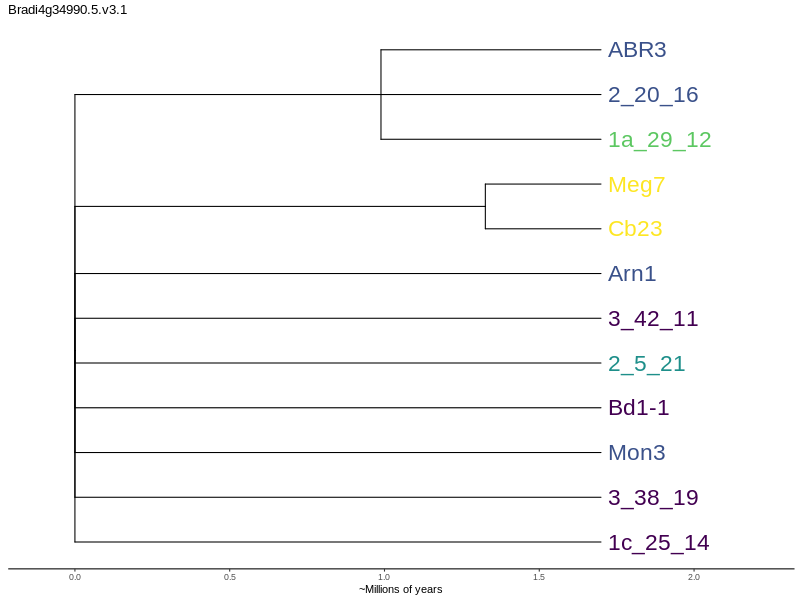 Bradi4g34990.5.v3.1
ABR3
2_20_16
1a_29_12
Meg7
Cb23
Arn1
3_42_11
2_5_21
Bd1-1
Mon3
3_38_19
1c_25_14
0.0 0.5 1.0 1.5 2.0
~Millions of years